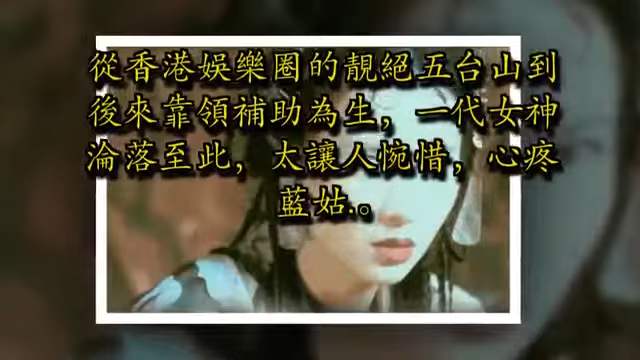 從香港娛樂圈的靚絕五台山到
後來靠領補助為生，一代女神
淪落至此，太讓人惋惜，心疼
藍姑.。